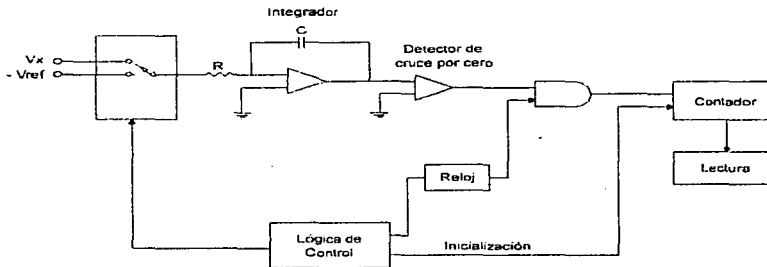 Integrador
C
Vx
- Vref
R
Detector de
cruce por cero
Contador
Lectura
Reloj
Lógica de
Control
Inicialización